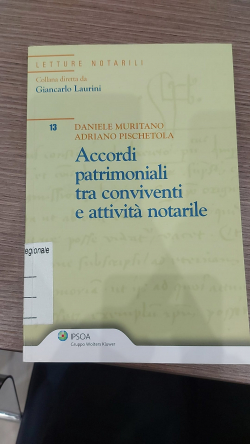 LETTURE NOTARILI
Collana diretta da
Giancarlo Laurini
13 DANIELE MURITANO
ADRIANO PISCHETOLA
Accordi
patrimoniali
tra conviventi
e attività notarile
egionale
IPSOA
Gruppo Wolters Kluwer